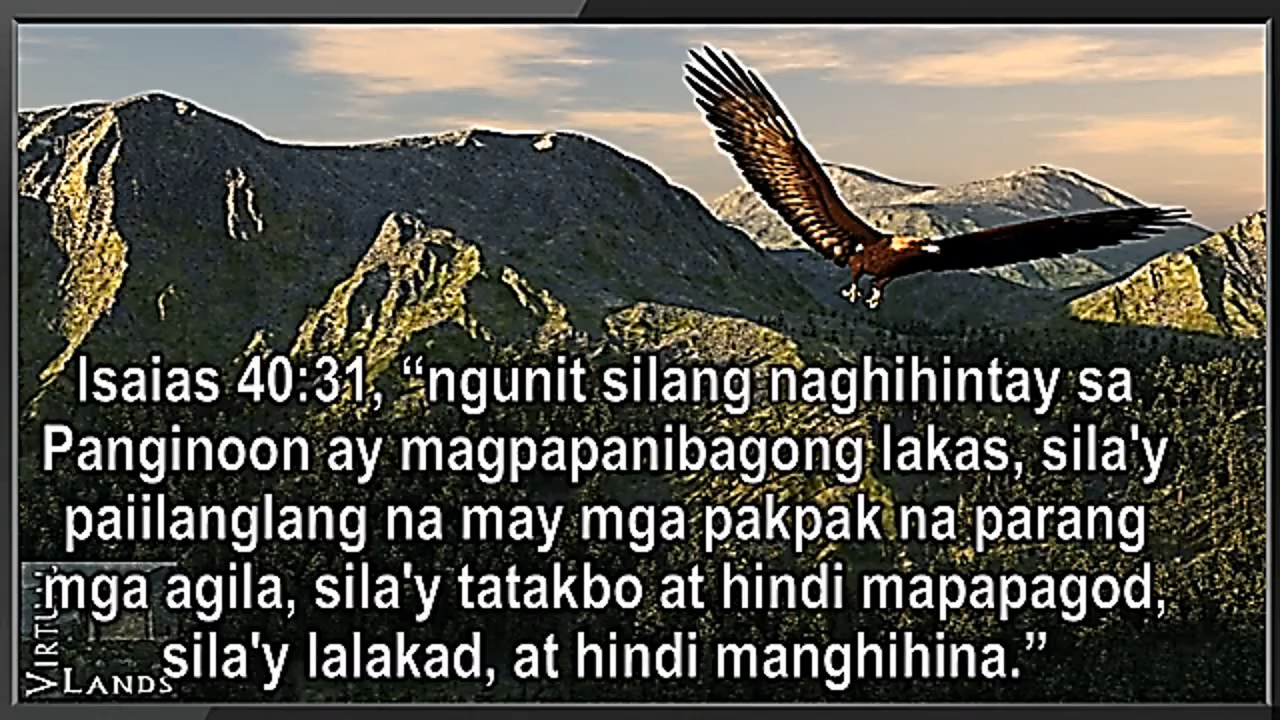 Isaias 40:31, “ngunit silang naghihintay sa
Panginoon ay magpapanibagong lakas, sila'y
paiilanglang na may mga pakpak na parang
mga agila, sila'y tatakbo at hindi mapapagod,
sila'y lalakad, at hindi manghihina.”
Lands